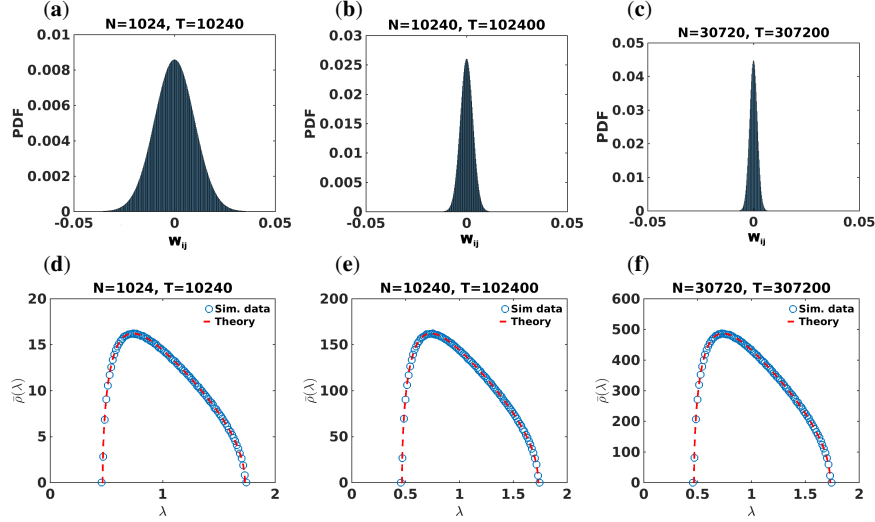 (a)
N=1024, T=10240
PDF
0.01
0.008
0.006
0.004
0.002
0
-0.05
0
0.05
w_ij
(b)
N=10240, T=102400
PDF
0.03
0.025
0.02
0.015
0.01
0.005
0
-0.05
0
0.05
w_ij
(c)
N=30720, T=307200
PDF
0.05
0.04
0.03
0.02
0.01
0
-0.05
0
0.05
w_ij
(d)
N=1024, T=10240
ρ̄(λ)
20
15
10
5
0
0
1
2
λ
Sim. data
Theory
(e)
N=10240, T=102400
ρ̄(λ)
200
150
100
50
0
0
0.5
1
1.5
2
λ
Sim. data
Theory
(f)
N=30720, T=307200
ρ̄(λ)
600
500
400
300
200
100
0
0
0.5
1
1.5
2
λ
Sim. data
Theory